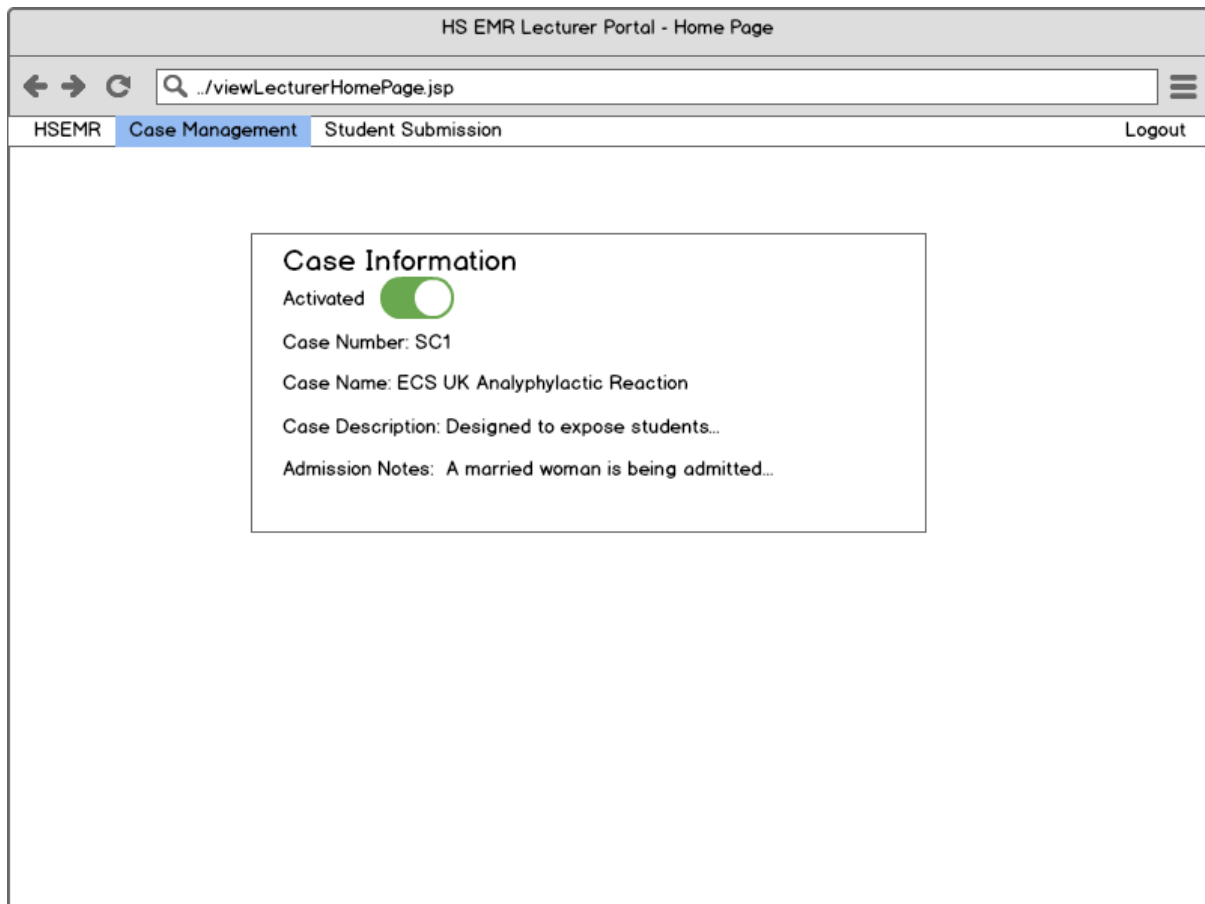 HS EMR Lecturer Portal - Home Page
../viewLecturerHomePage.jsp
HSEMR Case Management Student Submission Logout
Case Information
Activated
Case Number: SC1
Case Name: ECS UK Analyphylactic Reaction
Case Description: Designed to expose students...
Admission Notes: A married woman is being admitted...